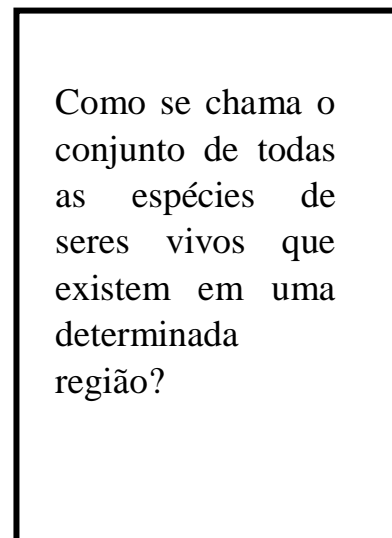 Como se chama o
conjunto de todas
as espécies de
seres vivos que
existem em uma
determinada
região?